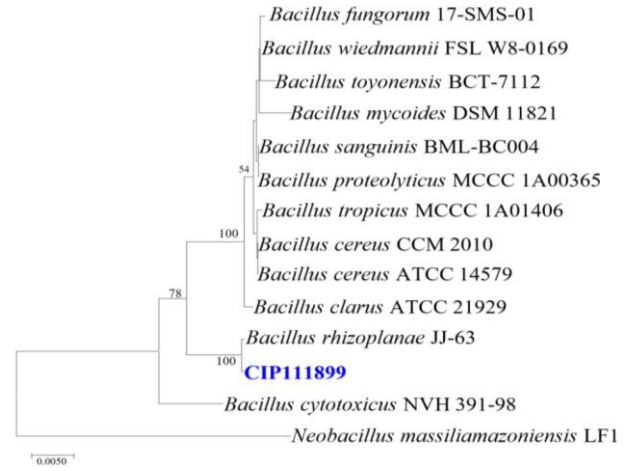 Bacillus fungorum 17-SMS-01
Bacillus wiedmannii FSL W8-0169
Bacillus toyonensis BCT-7112
Bacillus mycoides DSM 11821
54
Bacillus sanguinis BML-BC004
Bacillus proteolyticus MCCC 1A00365
Bacillus tropicus MCCC 1A01406
100
Bacillus cereus CCM 2010
Bacillus cereus ATCC 14579
78
Bacillus clarus ATCC 21929
Bacillus rhizoplanae JJ-63
100
CIP111899
Bacillus cytotoxicus NVH 391-98
Neobacillus massiliamazoniensis LF1
0.0050